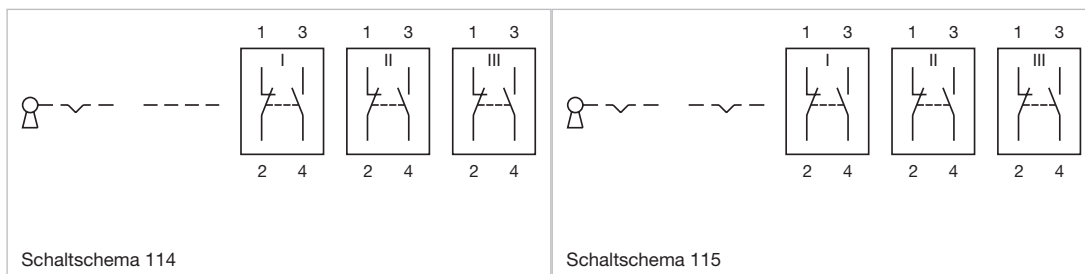 1 3 1 3 1 3 1 3 1 3 1 3
I II III I II III
2 4 2 4 2 4 2 4 2 4 2 4
Schaltschema 114 Schaltschema 115